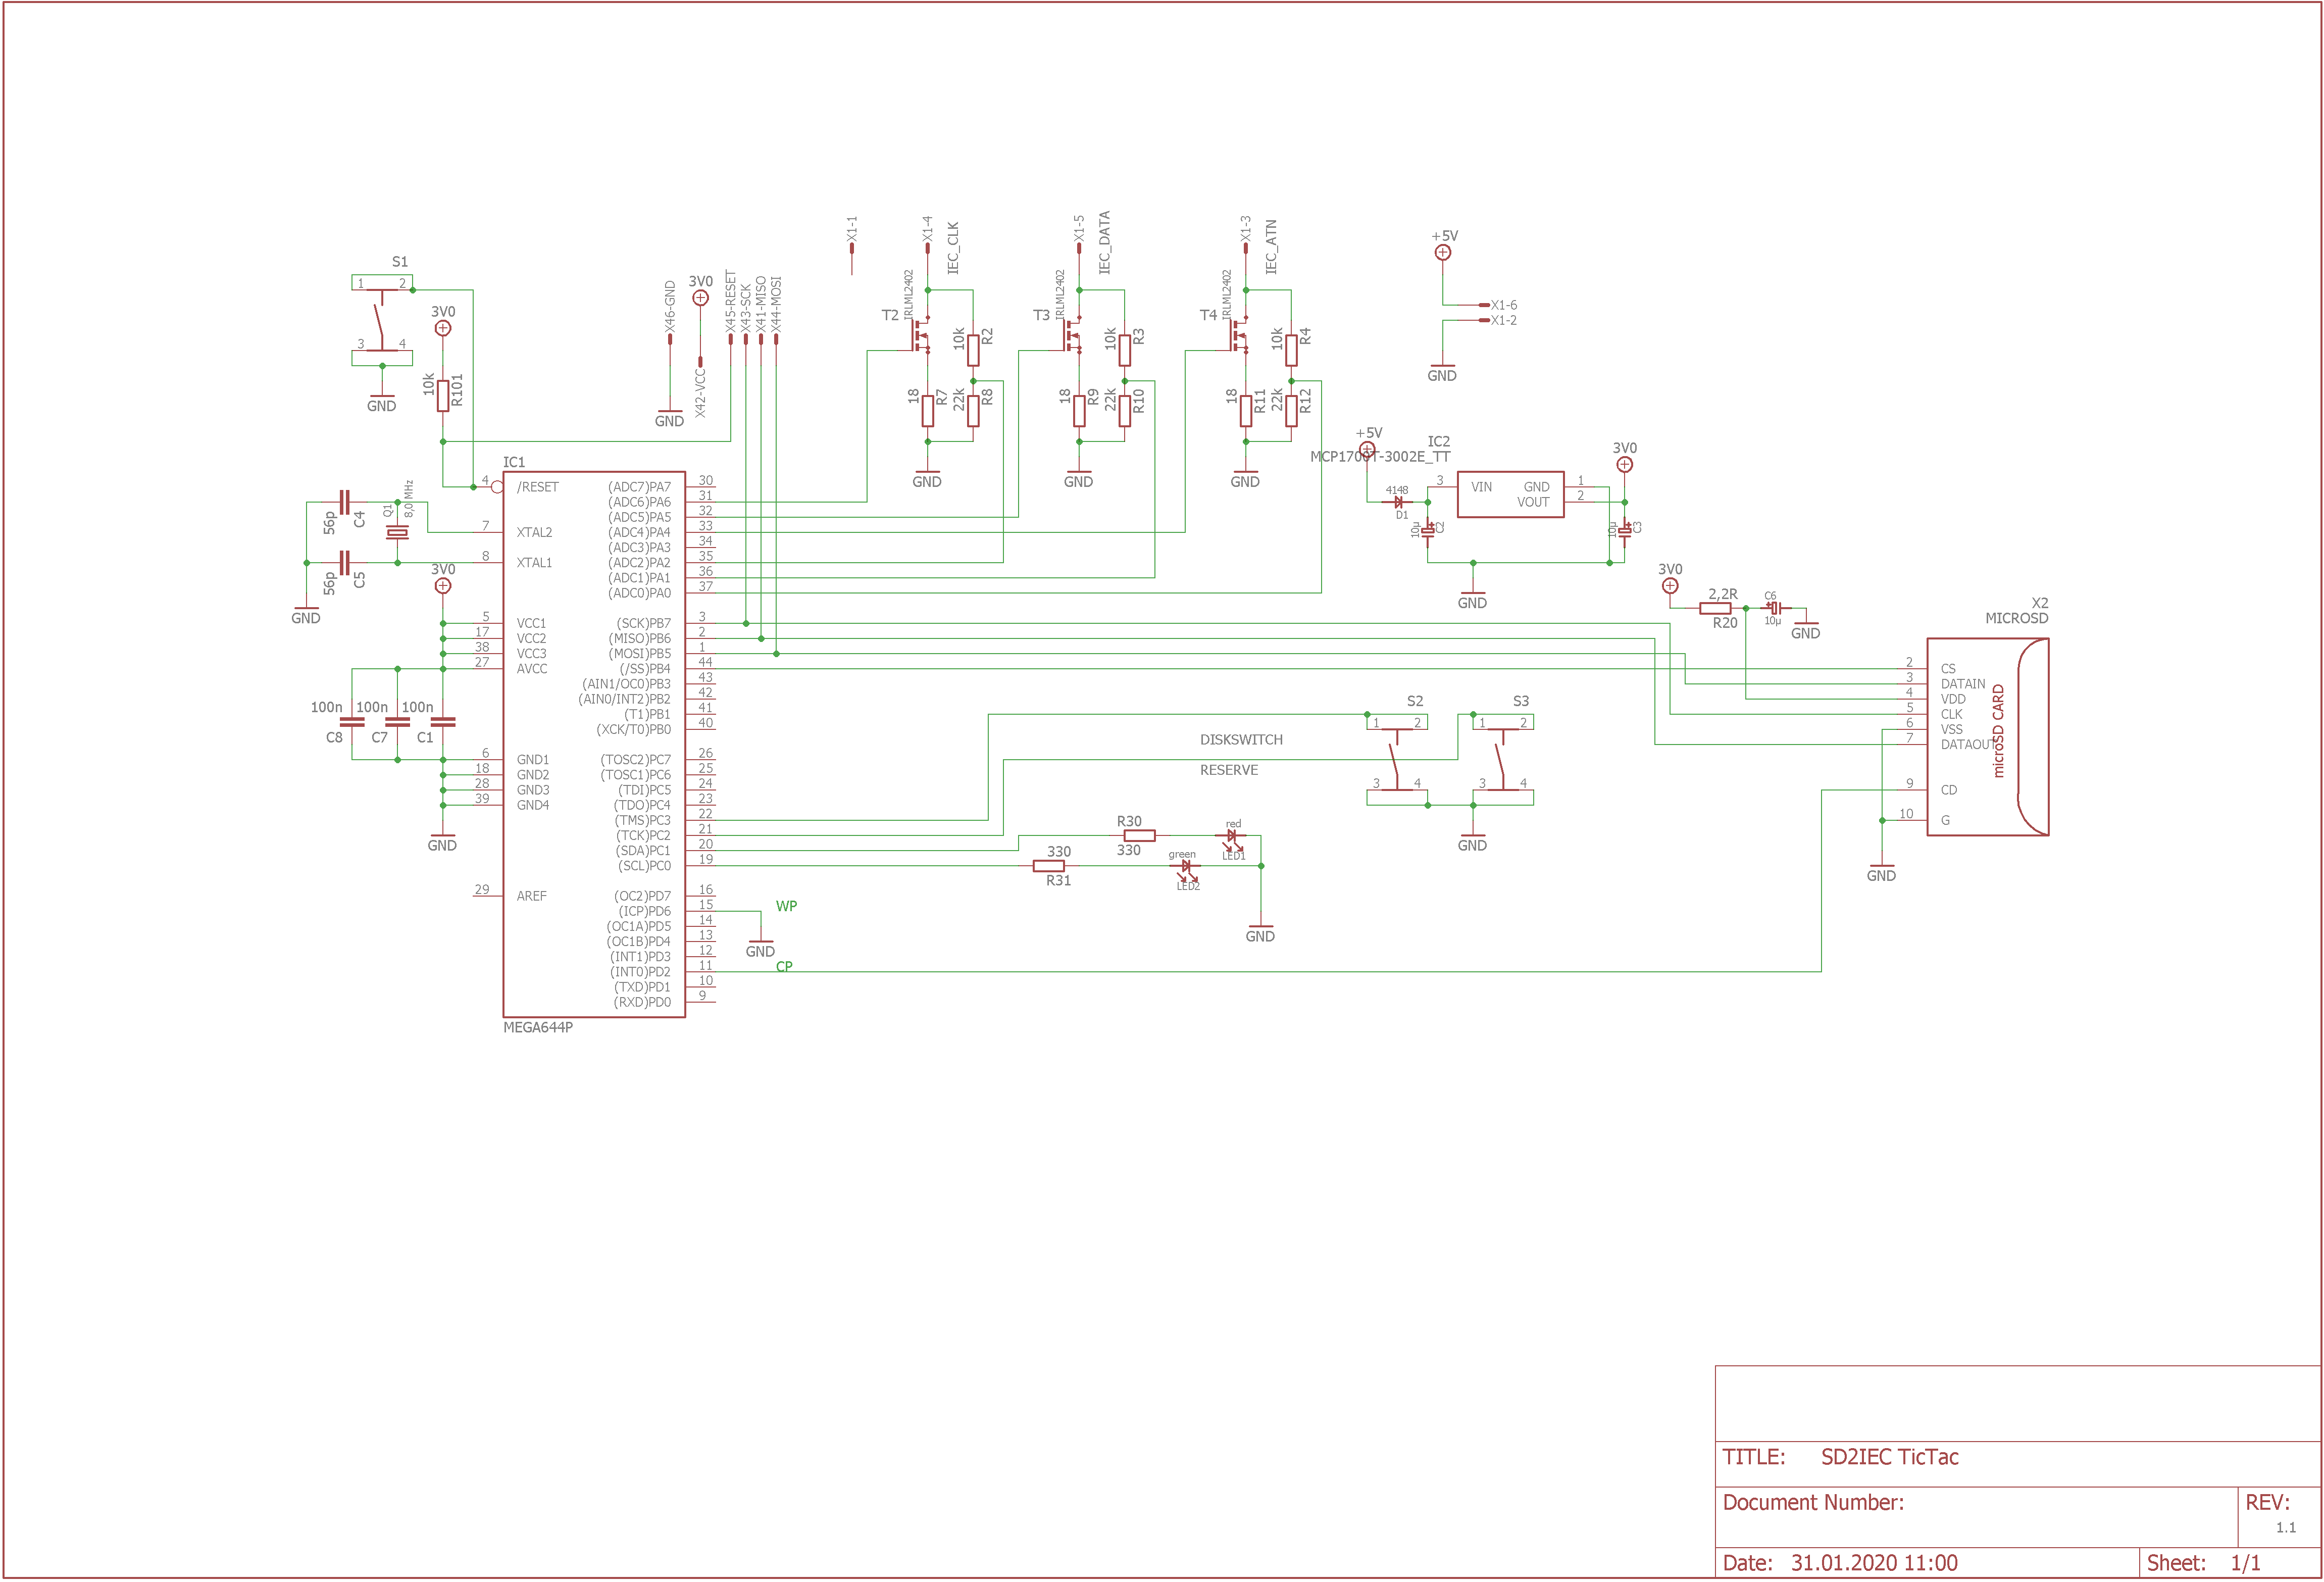 X1-1
X1-4
IEC_CLK
X1-5
IEC_DATA
X1-3
IEC_ATN
+5V
X1-6
X1-2
GND
S1
1 2
3 4
GND
3V0
10k
R101
X46-GND
GND
3V0
X42-VCC
X45-RESET
X43-SCK
X41-MISO
X44-MOSI
T2
IRLML2402
10k
R2
18
R7
22k
R8
GND
T3
IRLML2402
10k
R3
18
R9
22k
R10
GND
T4
IRLML2402
10k
R4
18
R11
22k
R12
GND
+5V
IC2
MCP1700T-3002E_TT
4148
D1
3 VIN
GND 1
VOUT 2
10µ
C2
10µ
C3
3V0
GND
56p
C4
56p
C5
Q1
8,0MHz
GND
3V0
100n 100n 100n
C8 C7 C1
GND
IC1
4 /RESET
7 XTAL2
8 XTAL1
5 VCC1
17 VCC2
38 VCC3
27 AVCC
6 GND1
18 GND2
28 GND3
39 GND4
29 AREF
(ADC7)PA7 30
(ADC6)PA6 31
(ADC5)PA5 32
(ADC4)PA4 33
(ADC3)PA3 34
(ADC2)PA2 35
(ADC1)PA1 36
(ADC0)PA0 37
(SCK)PB7 3
(MISO)PB6 2
(MOSI)PB5 1
(/SS)PB4 44
(AIN1/OC0)PB3 43
(AIN0/INT2)PB2 42
(T1)PB1 41
(XCK/T0)PB0 40
(TOSC2)PC7 26
(TOSC1)PC6 25
(TDI)PC5 24
(TDO)PC4 23
(TMS)PC3 22
(TCK)PC2 21
(SDA)PC1 20
(SCL)PC0 19
(OC2)PD7 16
(ICP)PD6 15
(OC1A)PD5 14
(OC1B)PD4 13
(INT1)PD3 12
(INT0)PD2 11
(TXD)PD1 10
(RXD)PD0 9
MEGA644P
WP
GND
CP
DISKSWITCH
RESERVE
S2
1 2
3 4
S3
1 2
3 4
GND
R30
330
red
LED1
330
R31
green
LED2
GND
3V0
2,2R
R20
C6
10µ
GND
X2
MICROSD
2 CS
3 DATAIN
4 VDD
5 CLK
6 VSS
7 DATAOUT
9 CD
10 G
microSD CARD
GND
TITLE: SD2IEC TicTac
Document Number:
REV:
1.1
Date: 31.01.2020 11:00
Sheet: 1/1